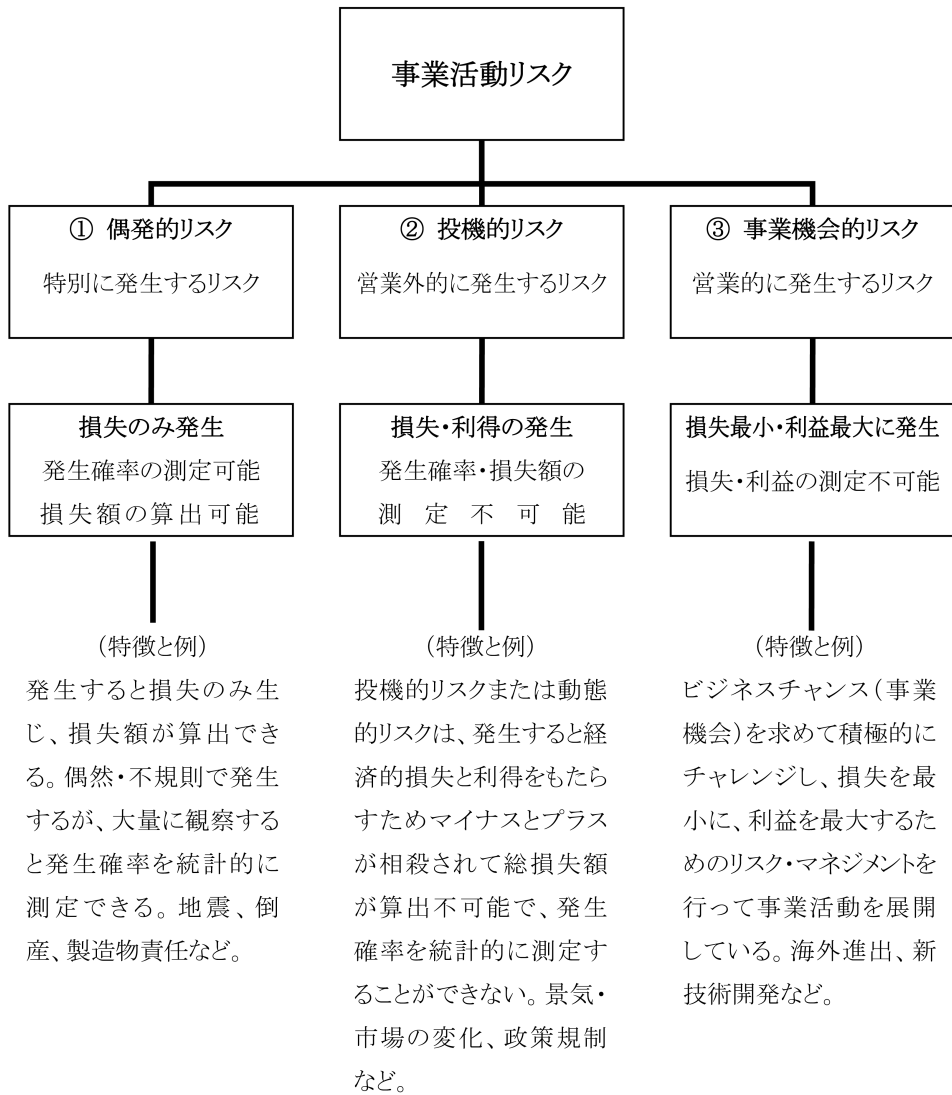 事業活動リスク
① 偶発的リスク
特別に発生するリスク
② 投機的リスク
営業外的に発生するリスク
③ 事業機会的リスク
営業的に発生するリスク
損失のみ発生
発生確率の測定可能
損失額の算出可能
損失・利得の発生
発生確率・損失額の
測定不可能
損失最小・利益最大に発生
損失・利益の測定不可能
(特徴と例)
発生すると損失のみ生
じ、損失額が算出でき
る。偶然・不規則で発生
するが、大量に観察する
と発生確率を統計的に
測定できる。地震、倒
産、製造物責任など。
(特徴と例)
投機的リスクまたは動態
的リスクは、発生すると経
済的損失と利得をもたら
すためマイナスとプラス
が相殺されて総損失額
が算出不可能で、発生
確率を統計的に測定す
ることができない。景気・
市場の変化、政策規制
など。
(特徴と例)
ビジネスチャンス(事業
機会)を求めて積極的に
チャレンジし、損失を最
小に、利益を最大するた
めのリスク・マネジメントを
行って事業活動を展開
している。海外進出、新
技術開発など。